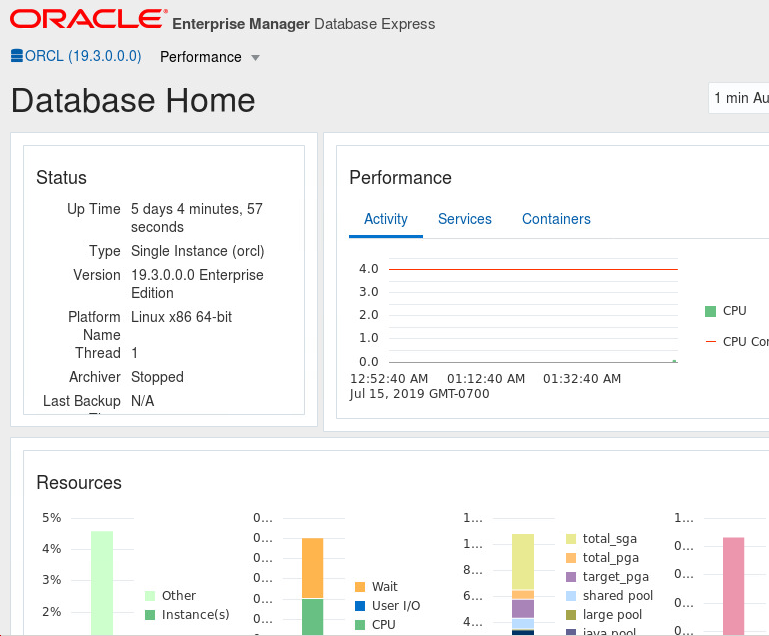 ORACLE Enterprise Manager Database Express
ORCL (19.3.0.0.0) Performance
Database Home
1 min Au
Status
Up Time 5 days 4 minutes, 57
seconds
Type Single Instance (orcl)
Version 19.3.0.0.0 Enterprise
Edition
Platform Linux x86 64-bit
Name
Thread 1
Archiver Stopped
Last Backup N/A
Performance
Activity Services Containers
4.0
3.0
2.0
1.0
0.0
12:52:40 AM 01:12:40 AM 01:32:40 AM
Jul 15, 2019 GMT-0700
CPU
CPU Cor
Resources
5%
4%
3%
2%
Other
Instance(s)
0...
0...
0...
0...
0...
0...
Wait
User I/O
CPU
1...
1...
8...
6...
4...
total_sga
total_pga
target_pga
shared pool
large pool
java pool
1...
0...
0...
0...
0...